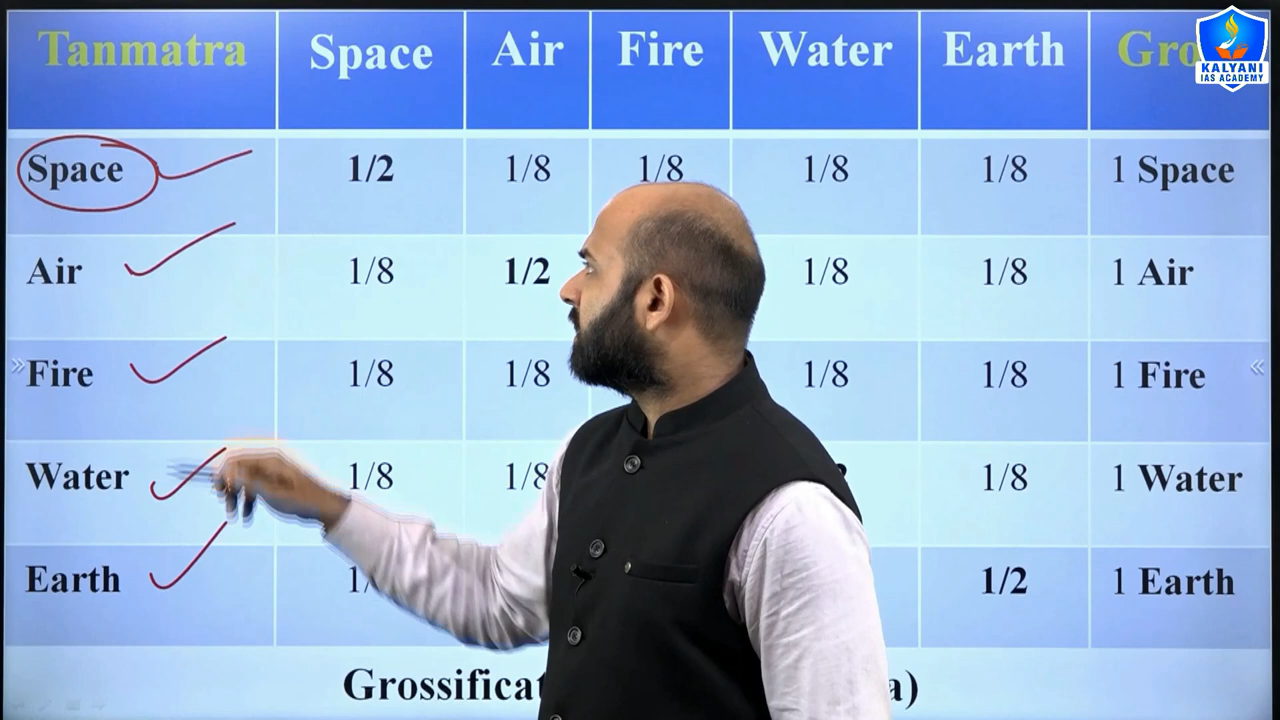 Tanmatra Space Air Fire Water Earth
KALYANI
IAS ACADEMY
Space 1/2 1/8 1/8 1/8 1/8 1 Space
Air 1/8 1/2 1/8 1/8 1 Air
Fire 1/8 1/8 1/8 1/8 1 Fire
Water 1/8 1/8 1/8 1 Water
Earth 1/2 1 Earth